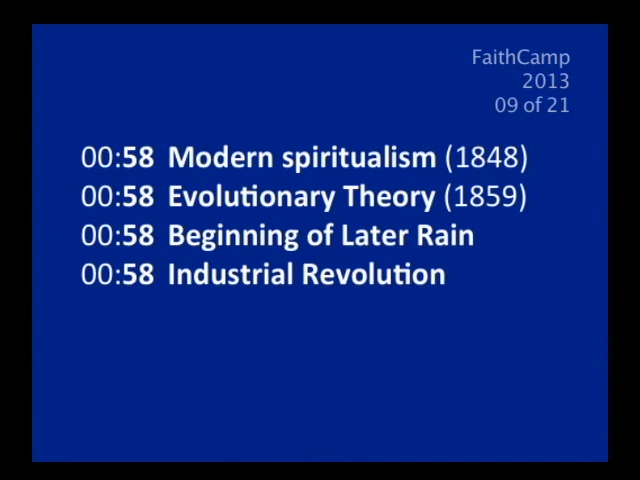 FaithCamp
2013
09 of 21
00:58 Modern spiritualism (1848)
00:58 Evolutionary Theory (1859)
00:58 Beginning of Later Rain
00:58 Industrial Revolution